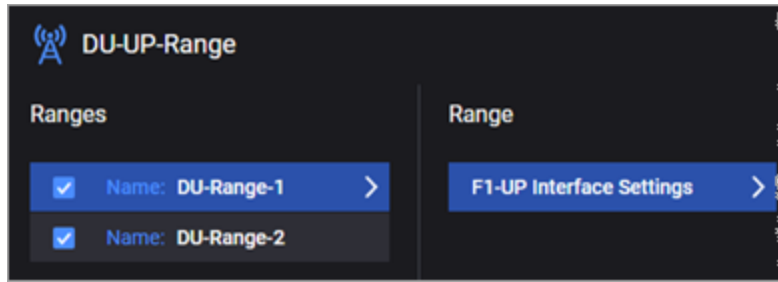 DU-UP-Range
Ranges
Name: DU-Range-1
Name: DU-Range-2
Range
F1-UP Interface Settings